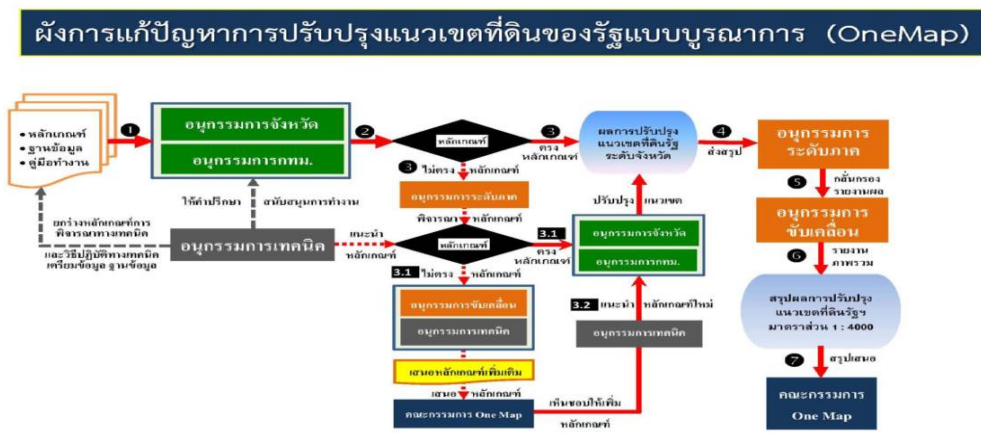 ผังการแก้ปัญหาการปรับปรุงแนวเขตที่ดินของรัฐแบบบูรณาการ (OneMap)
• หลักเกณฑ์
• ฐานข้อมูล
• คู่มือทำงาน
1
อนุกรรมการจังหวัด
อนุกรรมการกทม.
2
หลักเกณฑ์
3
ตรง
หลักเกณฑ์
ผลการปรับปรุง
แนวเขตที่ดินรัฐ
ระดับจังหวัด
4
ส่งสรุป
อนุกรรมการ
ระดับภาค
3 ไม่ตรง หลักเกณฑ์
อนุกรรมการระดับภาค
พิจารณา หลักเกณฑ์
5
กลั่นกรอง
รายงานผล
ให้คำปรึกษา สนับสนุนการทำงาน
ปรับปรุง แนวเขต
อนุกรรมการ
ขับเคลื่อน
ยกร่างหลักเกณฑ์การ
พิจารณาทางเทคนิค
และวิธีปฏิบัติทางเทคนิค
เตรียมข้อมูล ฐานข้อมูล
อนุกรรมการเทคนิค
แนะนำ
หลักเกณฑ์
หลักเกณฑ์
3.1
ตรง
หลักเกณฑ์
อนุกรรมการจังหวัด
อนุกรรมการกทม.
6
รายงาน
ภาพรวม
3.1 ไม่ตรง หลักเกณฑ์
อนุกรรมการขับเคลื่อน
อนุกรรมการเทคนิค
3.2 แนะนำ หลักเกณฑ์ใหม่
อนุกรรมการเทคนิค
สรุปผลการปรับปรุง
แนวเขตที่ดินรัฐฯ
มาตราส่วน 1 : 4000
เสนอหลักเกณฑ์เพิ่มเติม
เสนอ หลักเกณฑ์
7
สรุปเสนอ
คณะกรรมการ One Map
เห็นชอบให้เพิ่ม
หลักเกณฑ์
คณะกรรมการ
One Map